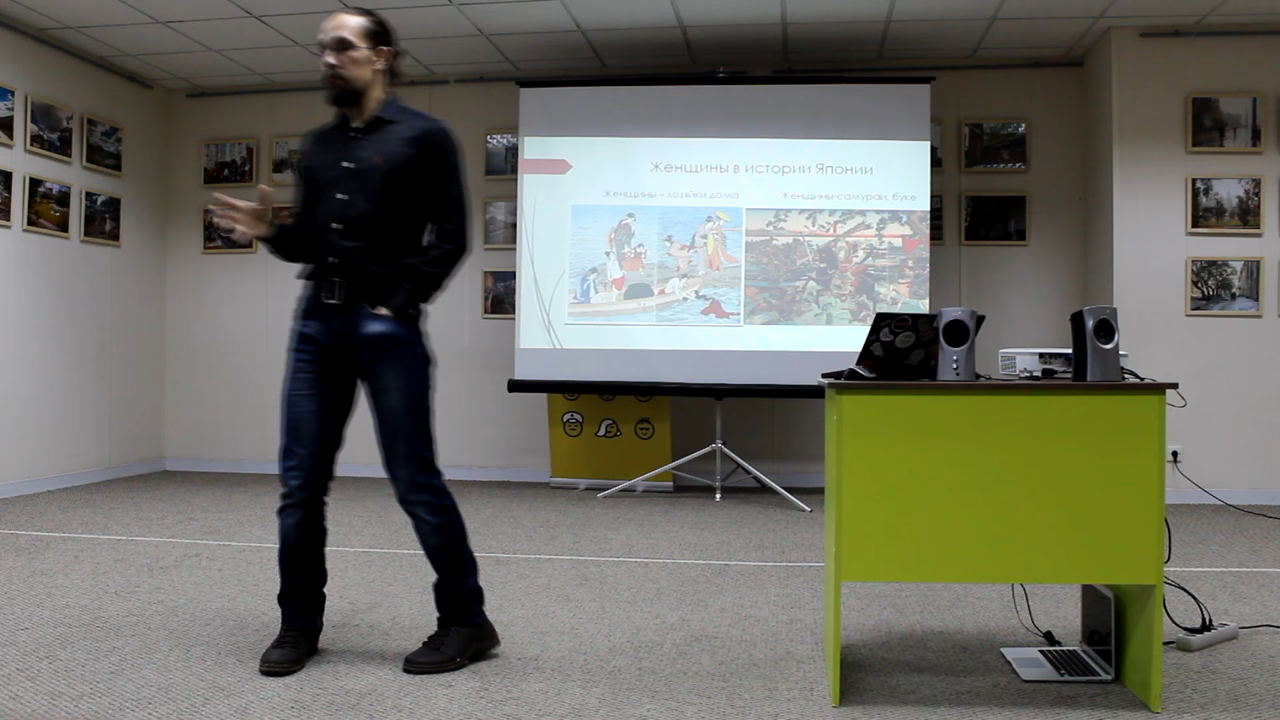 Женщины в истории Японии
Женщины – хозяйки дома
Женщины-самураи, буке